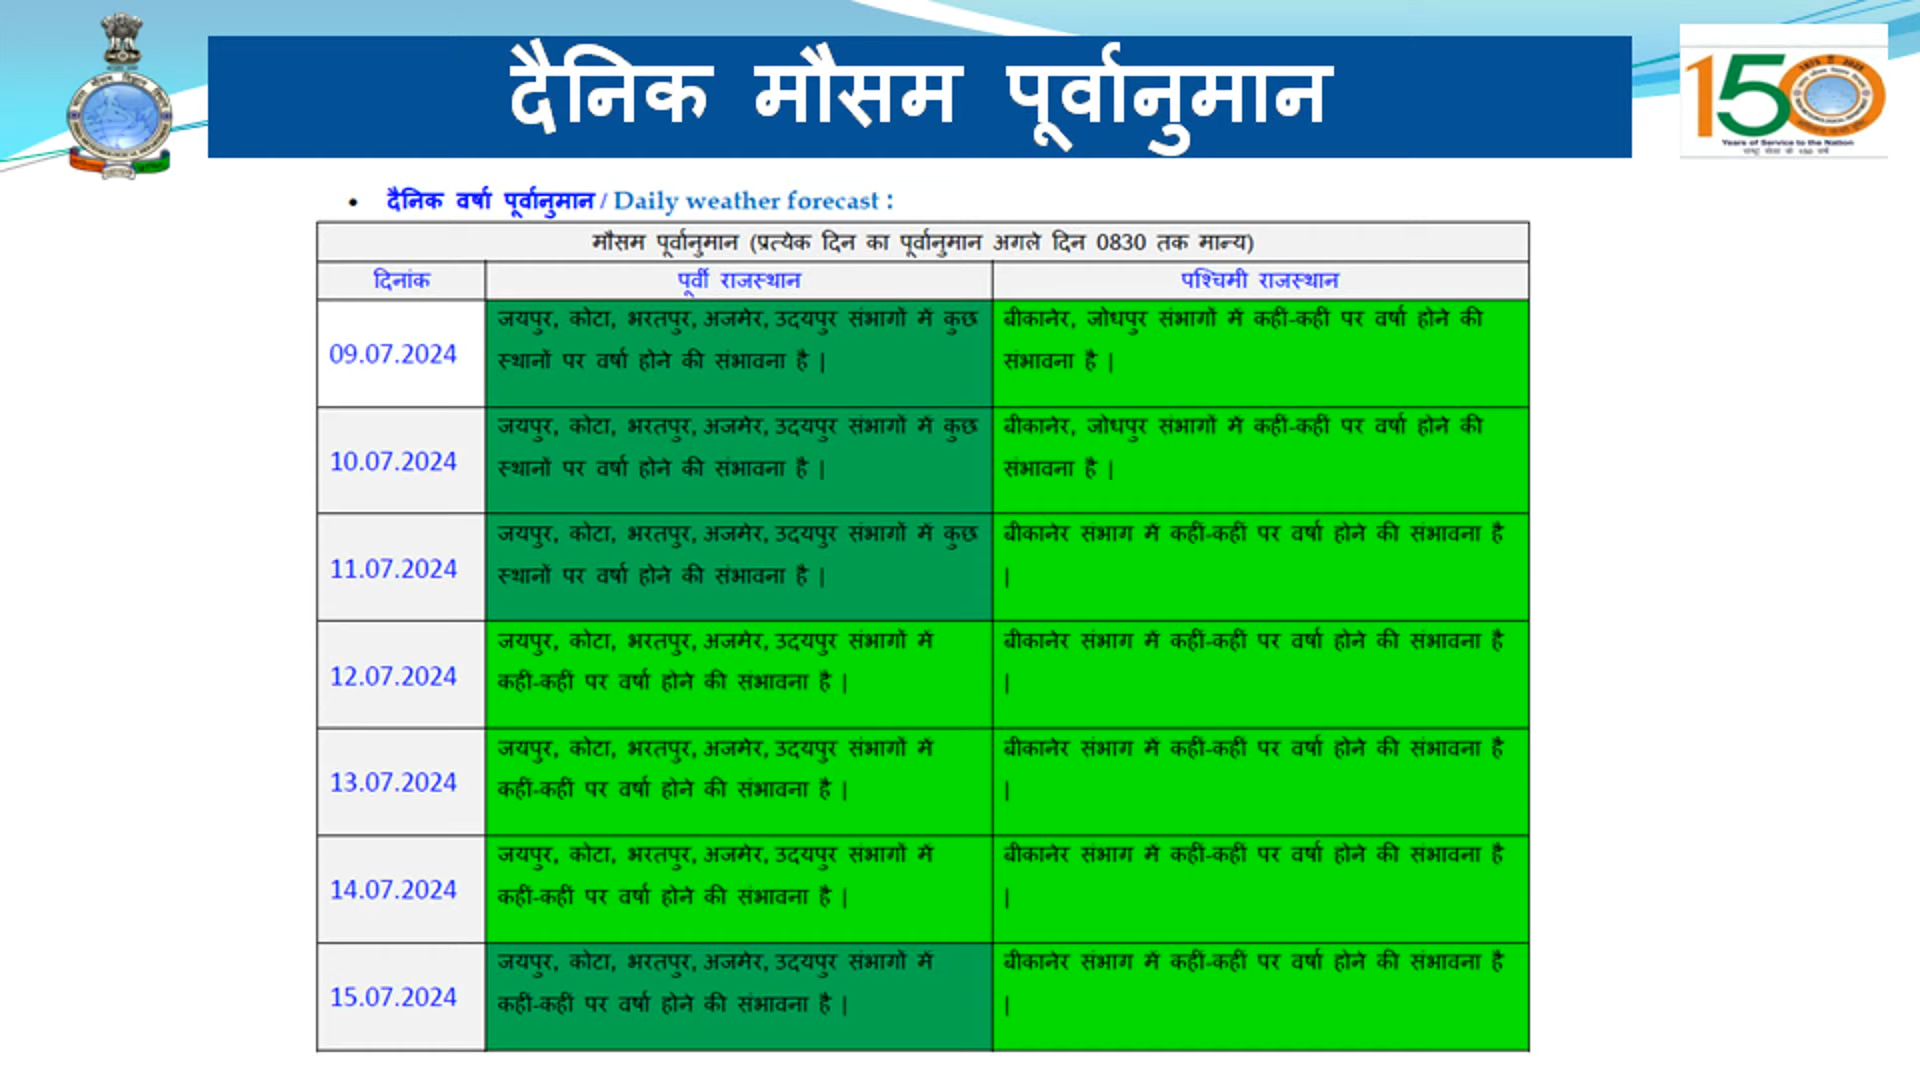 दैनिक मौसम पूर्वानुमान
150
Years of Service to the Nation
• दैनिक वर्षा पूर्वानुमान / Daily weather forecast :
मौसम पूर्वानुमान (प्रत्येक दिन का पूर्वानुमान अगले दिन 0830 तक मान्य)
दिनांक पूर्वी राजस्थान पश्चिमी राजस्थान
09.07.2024
जयपुर, कोटा, भरतपुर, अजमेर, उदयपुर संभागों में कुछ
स्थानों पर वर्षा होने की संभावना है |
बीकानेर, जोधपुर संभागों में कहीं-कहीं पर वर्षा होने की
संभावना है |
10.07.2024
जयपुर, कोटा, भरतपुर, अजमेर, उदयपुर संभागों में कुछ
स्थानों पर वर्षा होने की संभावना है |
बीकानेर, जोधपुर संभागों में कहीं-कहीं पर वर्षा होने की
संभावना है |
11.07.2024
जयपुर, कोटा, भरतपुर, अजमेर, उदयपुर संभागों में कुछ
स्थानों पर वर्षा होने की संभावना है |
बीकानेर संभाग में कहीं-कहीं पर वर्षा होने की संभावना है
|
12.07.2024
जयपुर, कोटा, भरतपुर, अजमेर, उदयपुर संभागों में
कहीं-कहीं पर वर्षा होने की संभावना है |
बीकानेर संभाग में कहीं-कहीं पर वर्षा होने की संभावना है
|
13.07.2024
जयपुर, कोटा, भरतपुर, अजमेर, उदयपुर संभागों में
कहीं-कहीं पर वर्षा होने की संभावना है |
बीकानेर संभाग में कहीं-कहीं पर वर्षा होने की संभावना है
|
14.07.2024
जयपुर, कोटा, भरतपुर, अजमेर, उदयपुर संभागों में
कहीं-कहीं पर वर्षा होने की संभावना है |
बीकानेर संभाग में कहीं-कहीं पर वर्षा होने की संभावना है
|
15.07.2024
जयपुर, कोटा, भरतपुर, अजमेर, उदयपुर संभागों में
कहीं-कहीं पर वर्षा होने की संभावना है |
बीकानेर संभाग में कहीं-कहीं पर वर्षा होने की संभावना है
|